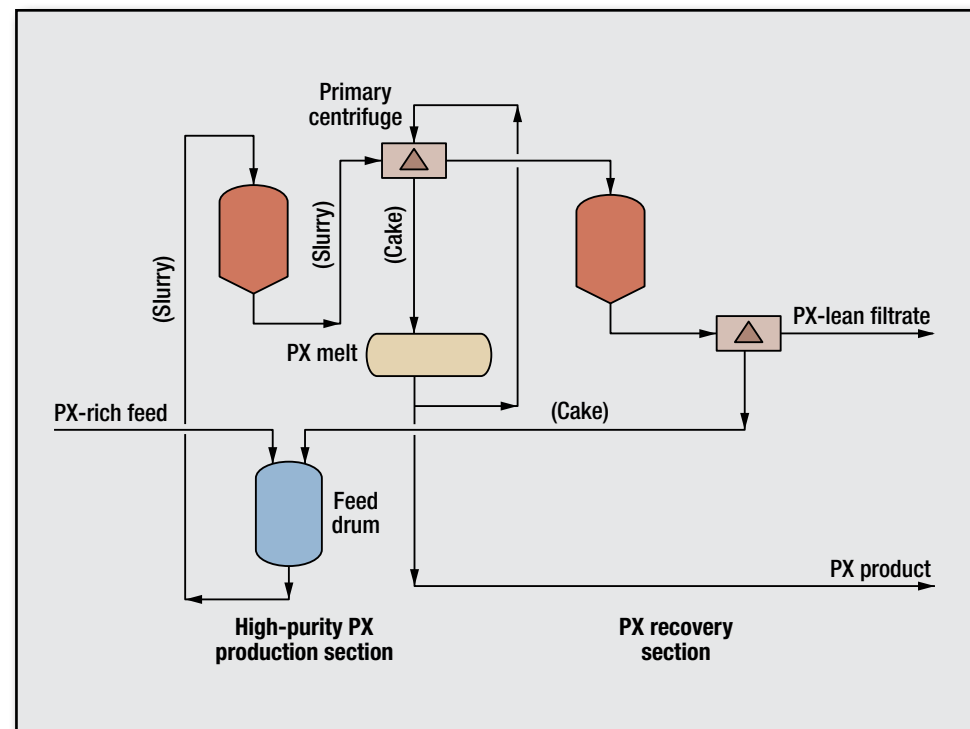 Primary
centrifuge
(Slurry)
(Slurry)
(Cake)
PX-lean filtrate
PX melt
PX-rich feed
(Cake)
Feed
drum
PX product
High-purity PX
production section
PX recovery
section